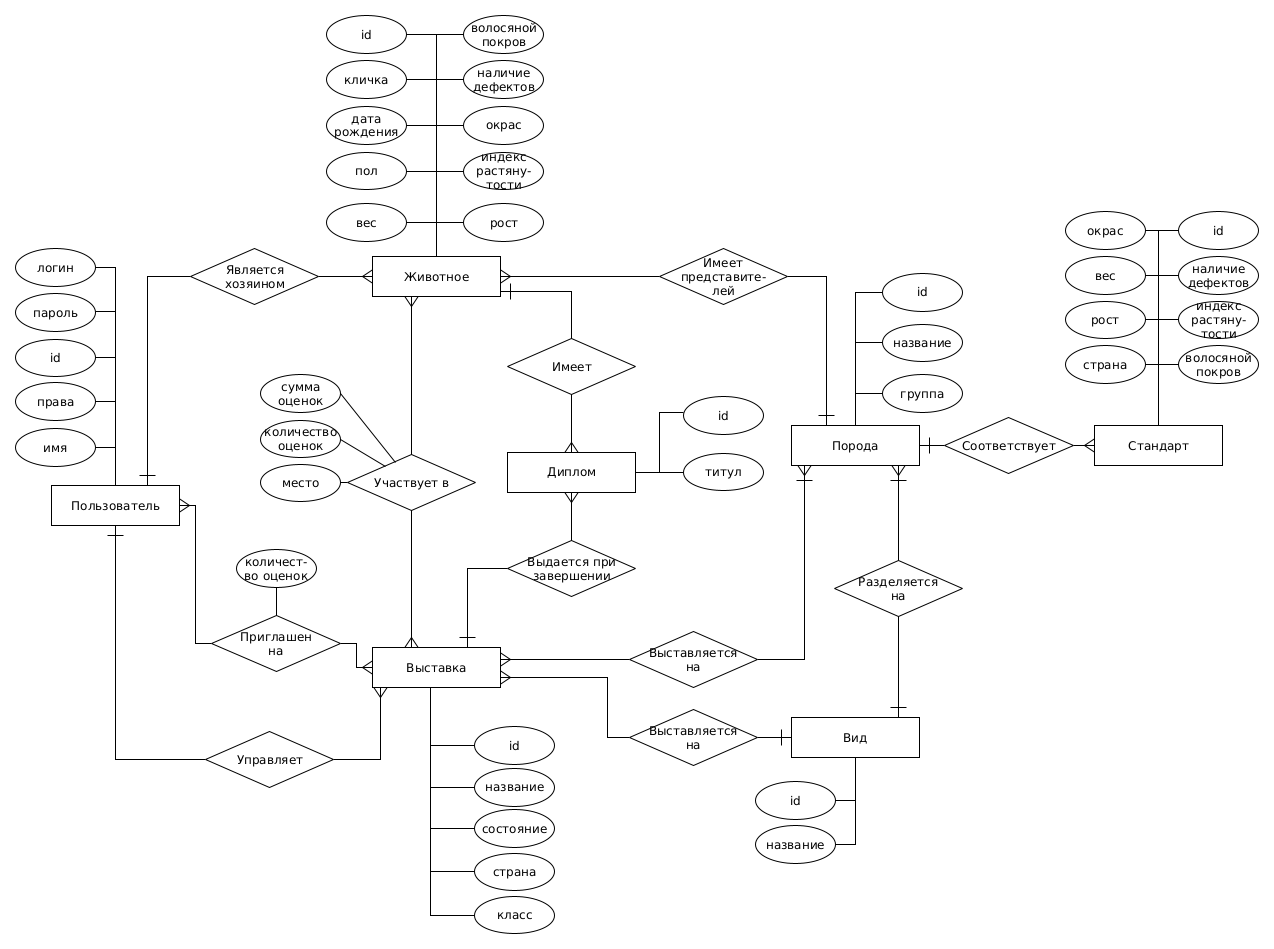 id
волосяной
покров
кличка
наличие
дефектов
дата
рождения
окрас
пол
индекс
растяну-
тости
вес
рост
окрас
id
логин
Является
хозяином
Животное
Имеет
представите-
лей
вес
наличие
дефектов
id
пароль
рост
индекс
растяну-
тости
название
id
Имеет
страна
волосяной
покров
сумма
оценок
группа
права
id
количество
оценок
имя
Порода
Соответствует
Стандарт
Диплом
титул
место
Участвует в
Пользователь
количест-
во оценок
Выдается при
завершении
Разделяется
на
Приглашен
на
Выставка
Выставляется
на
Выставляется
на
Вид
Управляет
id
название
id
состояние
название
страна
класс